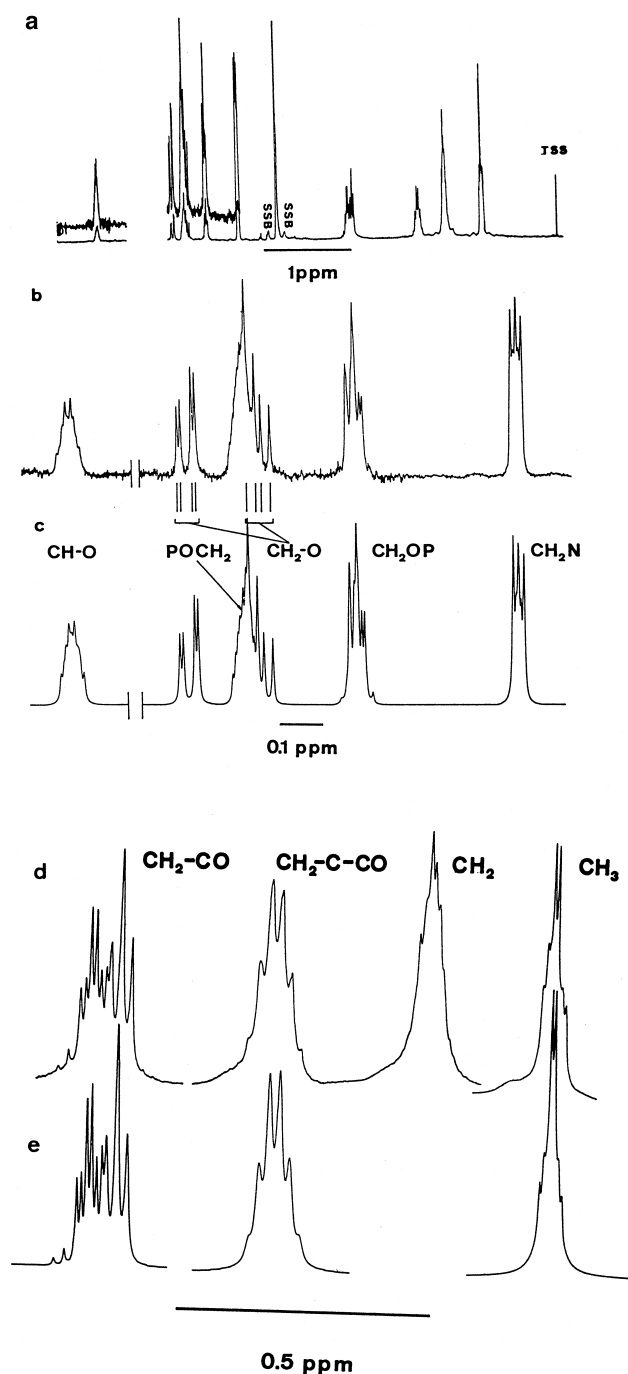 a
TSS
SSB
SSB
1ppm
b
c
CH-O
POCH₂
CH₂-O
CH₂OP
CH₂N
0.1 ppm
d
CH₂-CO
CH₂-C-CO
CH₂
CH₃
e
0.5 ppm